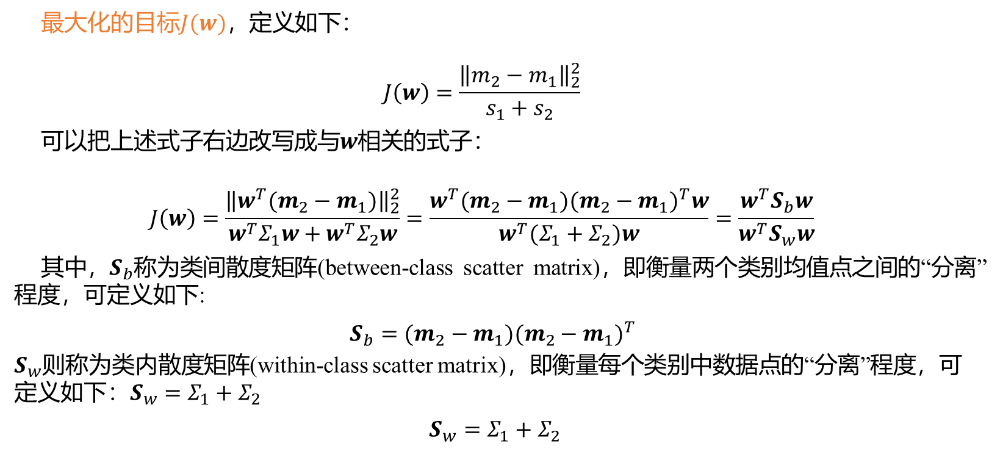 最大化的目标J(w)，定义如下：
J(w) = ‖m₂ − m₁‖₂² / (s₁ + s₂)
可以把上述式子右边改写成与w相关的式子：
J(w) = ‖wᵀ(m₂ − m₁)‖₂² / (wᵀΣ₁w + wᵀΣ₂w) = wᵀ(m₂ − m₁)(m₂ − m₁)ᵀw / wᵀ(Σ₁ + Σ₂)w = wᵀS_b w / wᵀS_w w
其中，S_b称为类间散度矩阵(between-class scatter matrix)，即衡量两个类别均值点之间的“分离”
程度，可定义如下:
S_b = (m₂ − m₁)(m₂ − m₁)ᵀ
S_w则称为类内散度矩阵(within-class scatter matrix)，即衡量每个类别中数据点的“分离”程度，可
定义如下：S_w = Σ₁ + Σ₂
S_w = Σ₁ + Σ₂